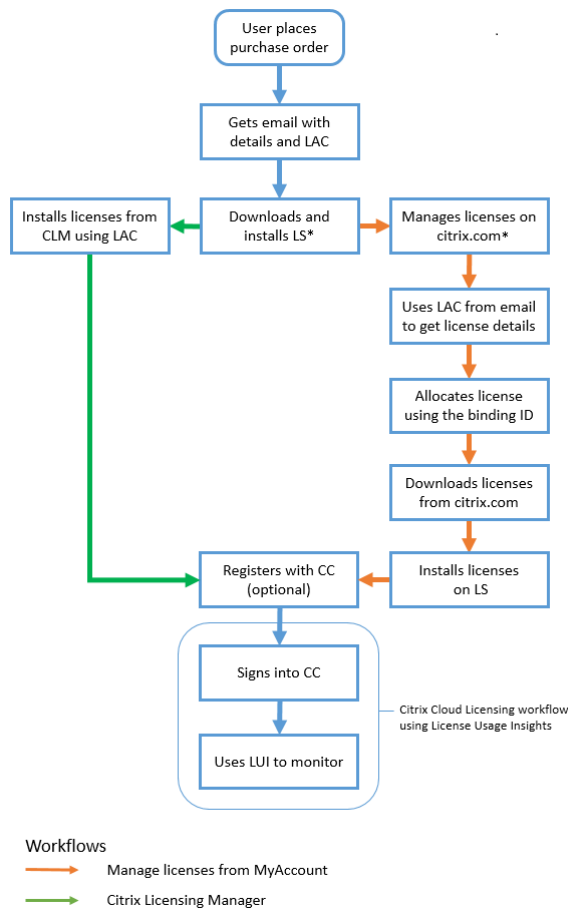 User places
purchase order
Gets email with
details and LAC
Installs licenses from
CLM using LAC
Downloads and
installs LS*
Manages licenses on
citrix.com*
Uses LAC from email
to get license details
Allocates license
using the binding ID
Downloads licenses
from citrix.com
Registers with CC
(optional)
Installs licenses
on LS
Signs into CC
Citrix Cloud Licensing workflow
using License Usage Insights
Uses LUI to monitor
Workflows
Manage licenses from MyAccount
Citrix Licensing Manager